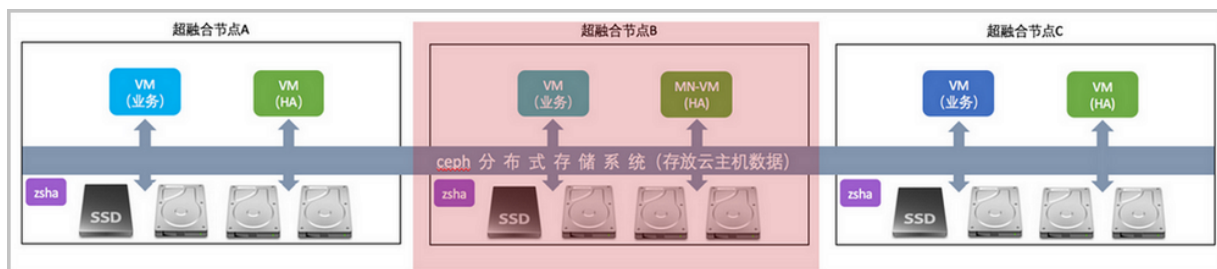 超融合节点A
超融合节点B
超融合节点C
VM
(业务)
VM
(HA)
VM
(业务)
MN-VM
(HA)
VM
(业务)
VM
(HA)
ceph 分 布 式 存 储 系 统（存放云主机数据）
zsha
SSD
zsha
SSD
zsha
SSD